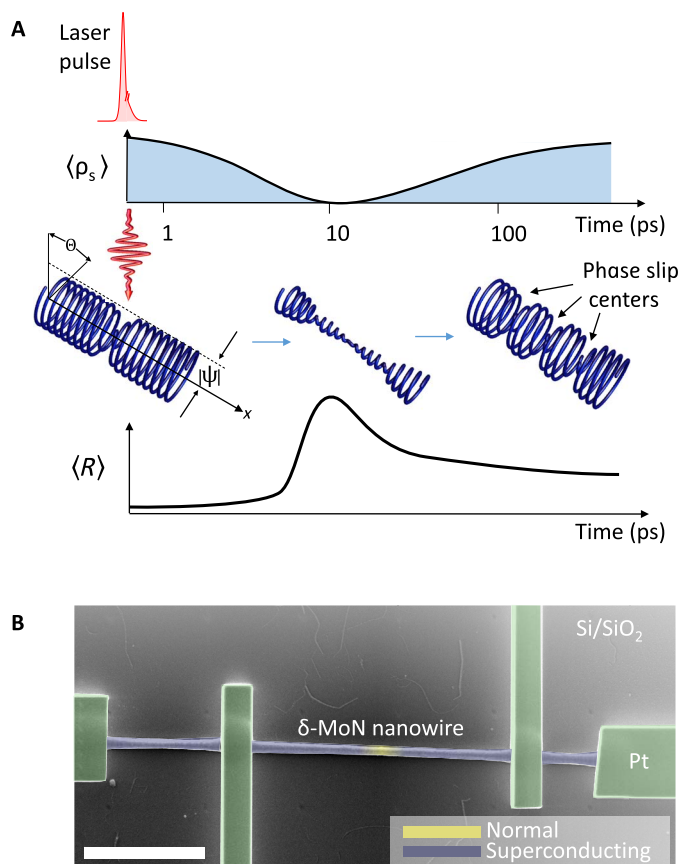 A
Laser
pulse
⟨ρs⟩
1
10
100
Time (ps)
Θ
Phase slip
centers
|ψ|
x
⟨R⟩
Time (ps)
B
Si/SiO2
δ-MoN nanowire
Pt
Normal
Superconducting